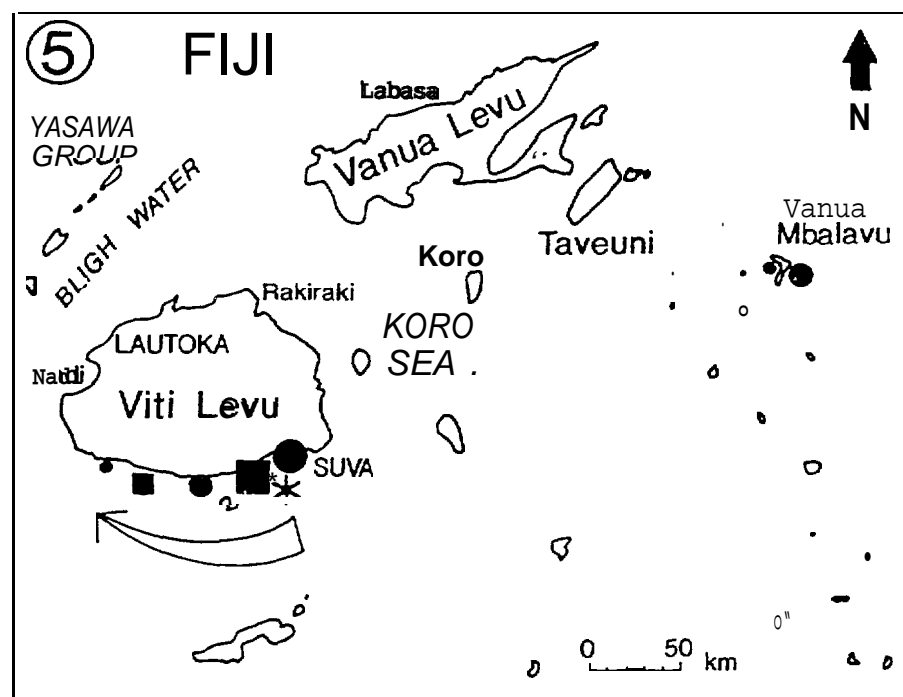 5 FIJI
N
Labasa
Vanua Levu
YASAWA
GROUP
BLIGH WATER
Vanua
Mbalavu
Taveuni
Koro
Rakiraki
KORO
SEA .
LAUTOKA
Viti Levu
SUVA
0 50 km